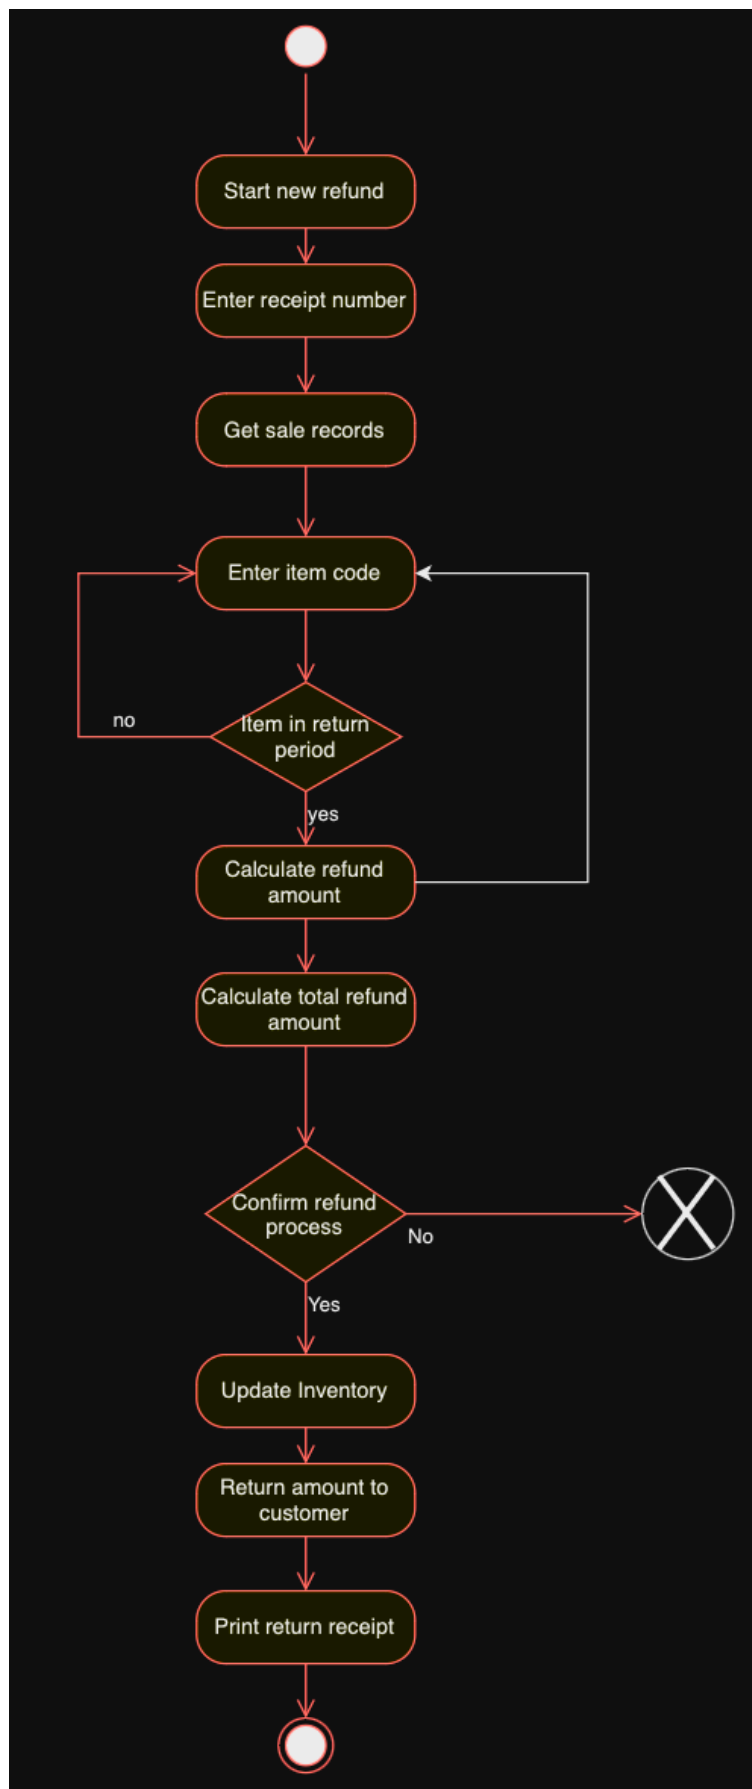 Start new refund
Enter receipt number
Get sale records
Enter item code
Item in return
period
no
yes
Calculate refund
amount
Calculate total refund
amount
Confirm refund
process
No
Yes
Update Inventory
Return amount to
customer
Print return receipt